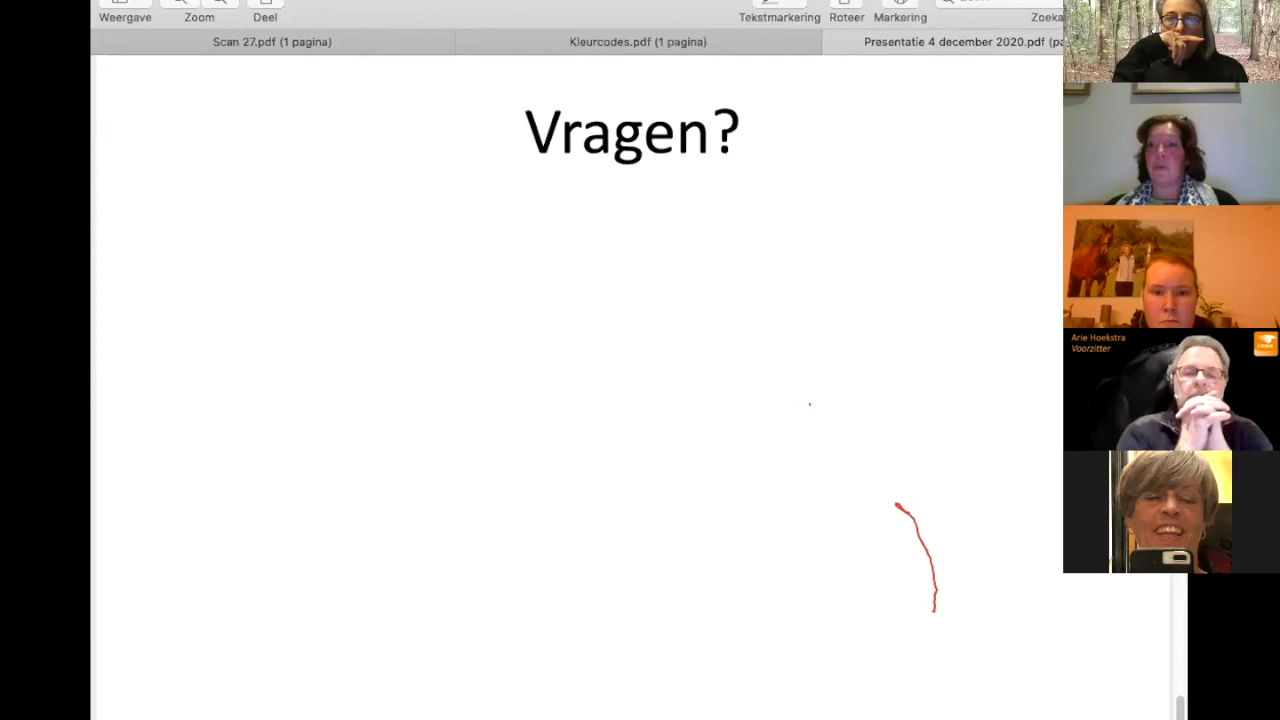 Weergave Zoom Deel Tekstmarkering Roteer Markering
Scan 27.pdf (1 pagina) Kleurcodes.pdf (1 pagina) Presentatie 4 december 2020.pdf
Vragen?
Arie Hoekstra
Voorzitter